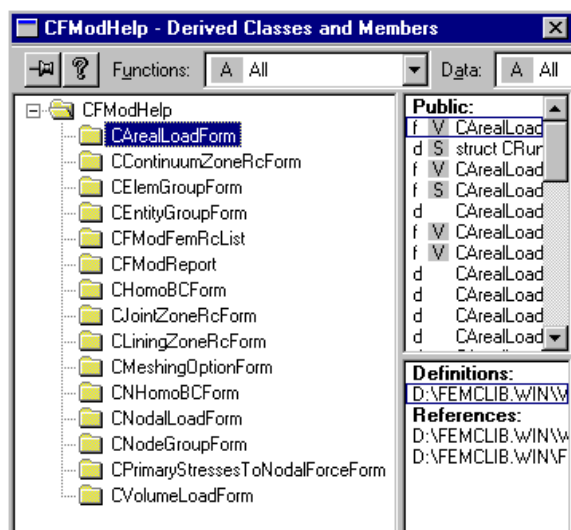 CFModHelp - Derived Classes and Members
Functions: A All Data: A All
CFModHelp
CArealLoadForm
CContinuumZoneRcForm
CElemGroupForm
CEntityGroupForm
CFModFemRcList
CFModReport
CHomoBCForm
CJointZoneRcForm
CLiningZoneRcForm
CMeshingOptionForm
CNHomoBCForm
CNodalLoadForm
CNodeGroupForm
CPrimaryStressesToNodalForceForm
CVolumeLoadForm
Public:
f V CArealLoad
d S struct CRun
f V CArealLoad
f S CArealLoad
d CArealLoad
f V CArealLoad
f V CArealLoad
d CArealLoad
d CArealLoad
d CArealLoad
d CArealLoad
Definitions:
D:\FEMCLIB.WIN\W
References:
D:\FEMCLIB.WIN\W
D:\FEMCLIB.WIN\F